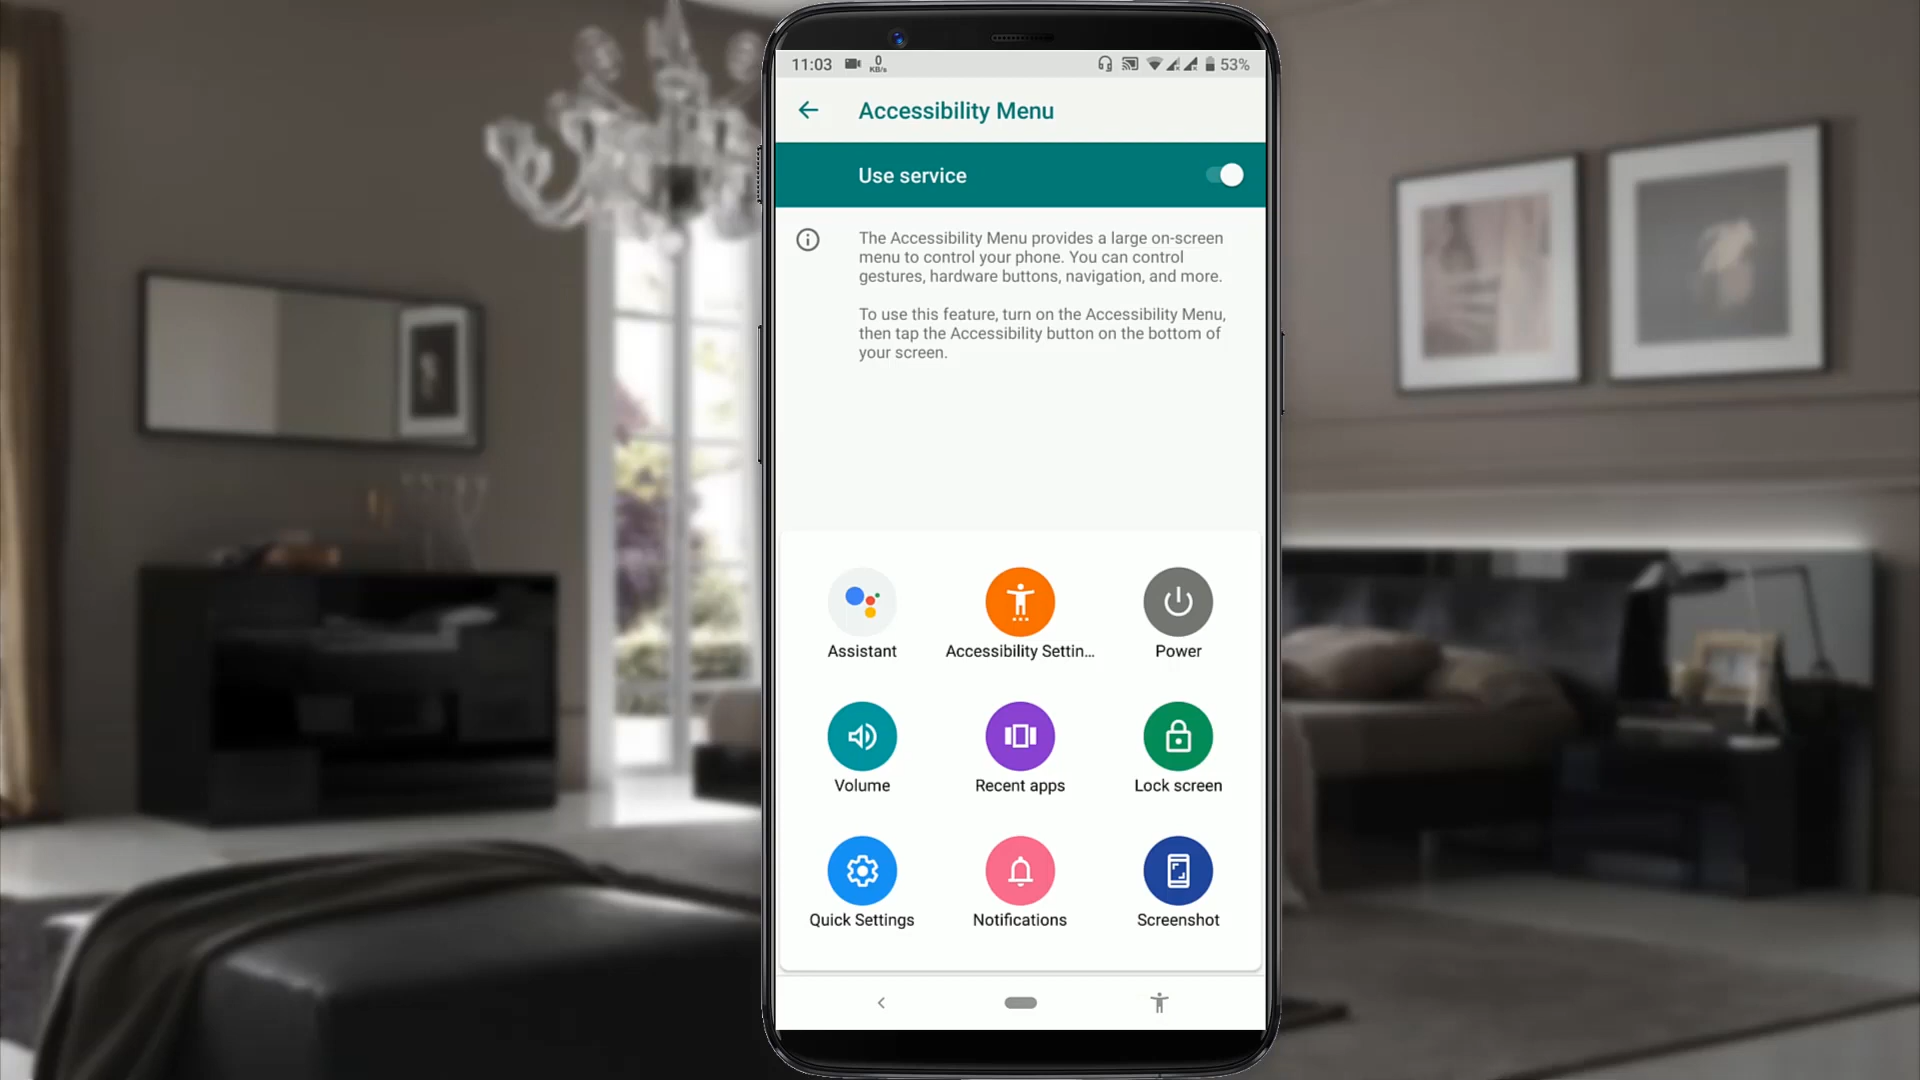 11:03 0 KB/s 53%
Accessibility Menu
Use service
The Accessibility Menu provides a large on-screen
menu to control your phone. You can control
gestures, hardware buttons, navigation, and more.
To use this feature, turn on the Accessibility Menu,
then tap the Accessibility button on the bottom of
your screen.
Assistant Accessibility Settin... Power
Volume Recent apps Lock screen
Quick Settings Notifications Screenshot